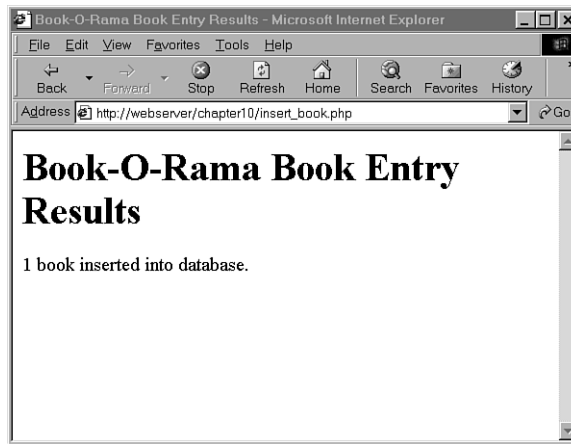 Book-O-Rama Book Entry Results - Microsoft Internet Explorer
File Edit View Favorites Tools Help
Back Forward Stop Refresh Home Search Favorites History
Address http://webserver/chapter10/insert_book.php Go
Book-O-Rama Book Entry
Results
1 book inserted into database.